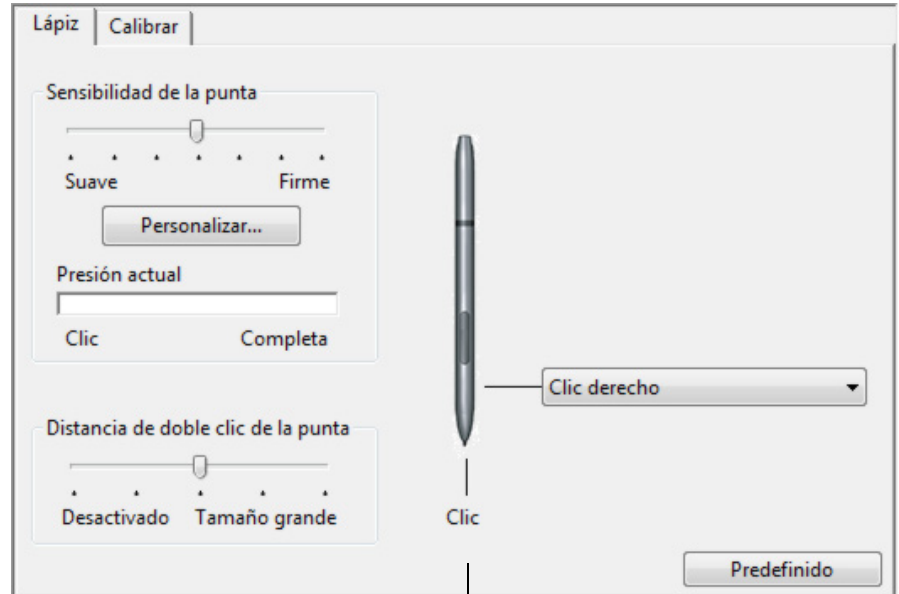 Lápiz
Calibrar
Sensibilidad de la punta
Suave Firme
Personalizar...
Presión actual
Clic Completa
Clic derecho
Distancia de doble clic de la punta
Desactivado Tamaño grande
Clic
Predefinido